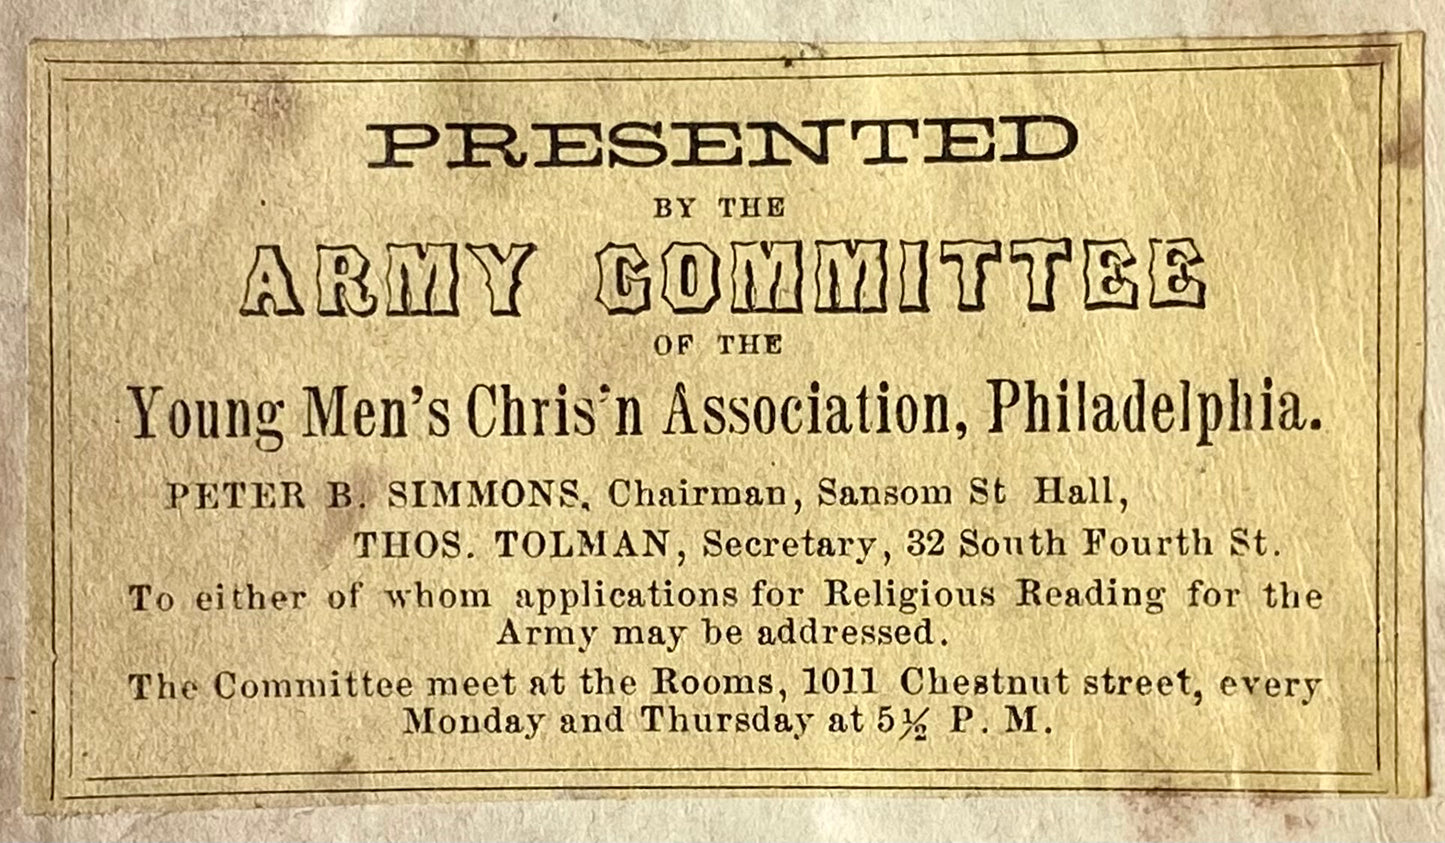 PRESENTED
BY THE
ARMY COMMITTEE
OF THE
Young Men's Chris'n Association, Philadelphia.
PETER B. SIMMONS, Chairman, Sansom St Hall,
THOS. TOLMAN, Secretary, 32 South Fourth St.
To either of whom applications for Religious Reading for the
Army may be addressed.
The Committee meet at the Rooms, 1011 Chestnut street, every
Monday and Thursday at 5½ P. M.